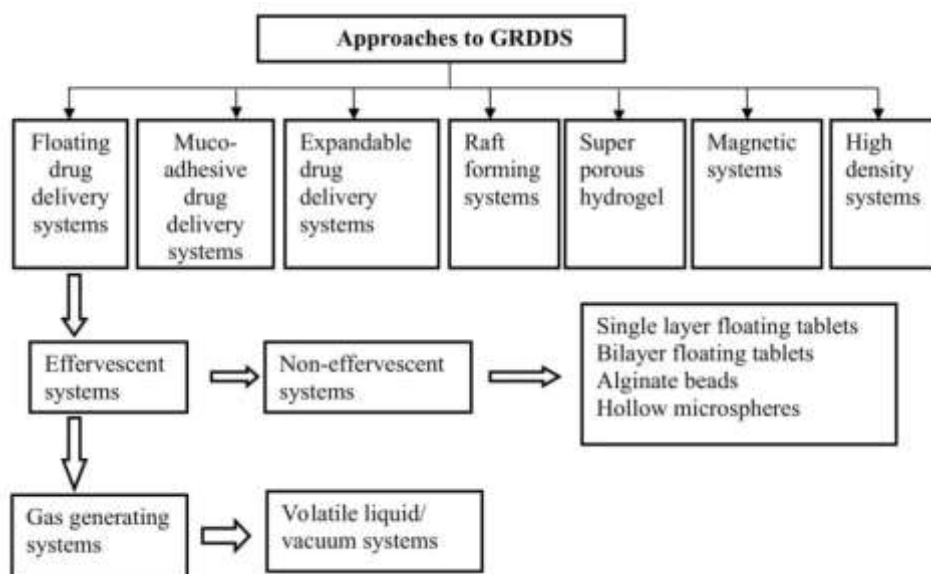 Approaches to GRDDS
Floating
drug
delivery
systems
Muco-
adhesive
drug
delivery
systems
Expandable
drug
delivery
systems
Raft
forming
systems
Super
porous
hydrogel
Magnetic
systems
High
density
systems
Effervescent
systems
Non-effervescent
systems
Single layer floating tablets
Bilayer floating tablets
Alginate beads
Hollow microspheres
Gas generating
systems
Volatile liquid/
vacuum systems